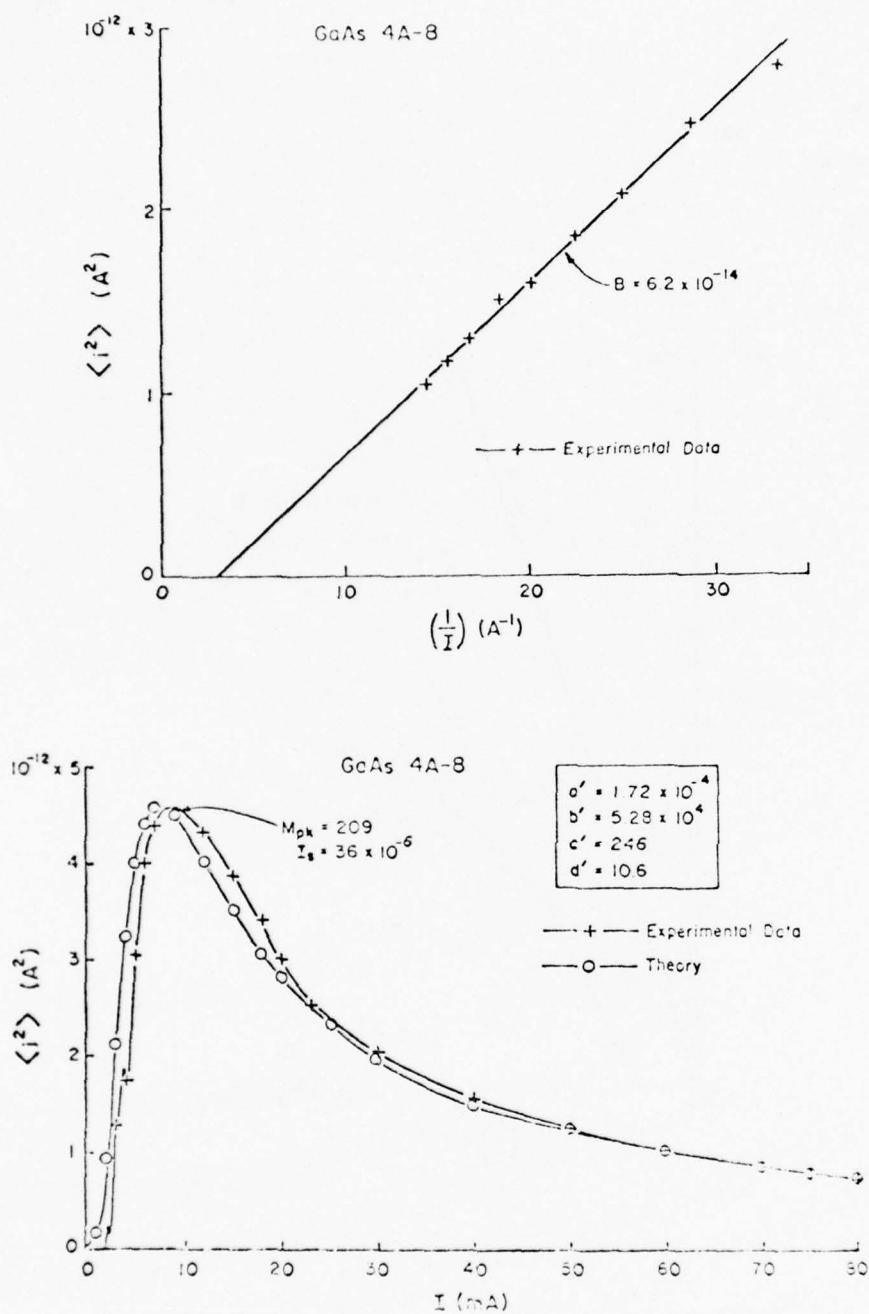 10⁻¹² x 3
GaAs 4A-8
2
1
0
⟨i²⟩ (A²)
B = 6.2 x 10⁻¹⁴
—+— Experimental Data
0 10 20 30
(1/I) (A⁻¹)
10⁻¹² x 5
GaAs 4A-8
4
3
2
1
0
⟨i²⟩ (A²)
M_pk = 209
I_s = 36 x 10⁻⁶
a' = 1.72 x 10⁻⁴
b' = 5.28 x 10⁴
c' = 246
d' = 10.6
—+— Experimental Data
—o— Theory
0 10 20 30 40 50 60 70 80
I (mA)